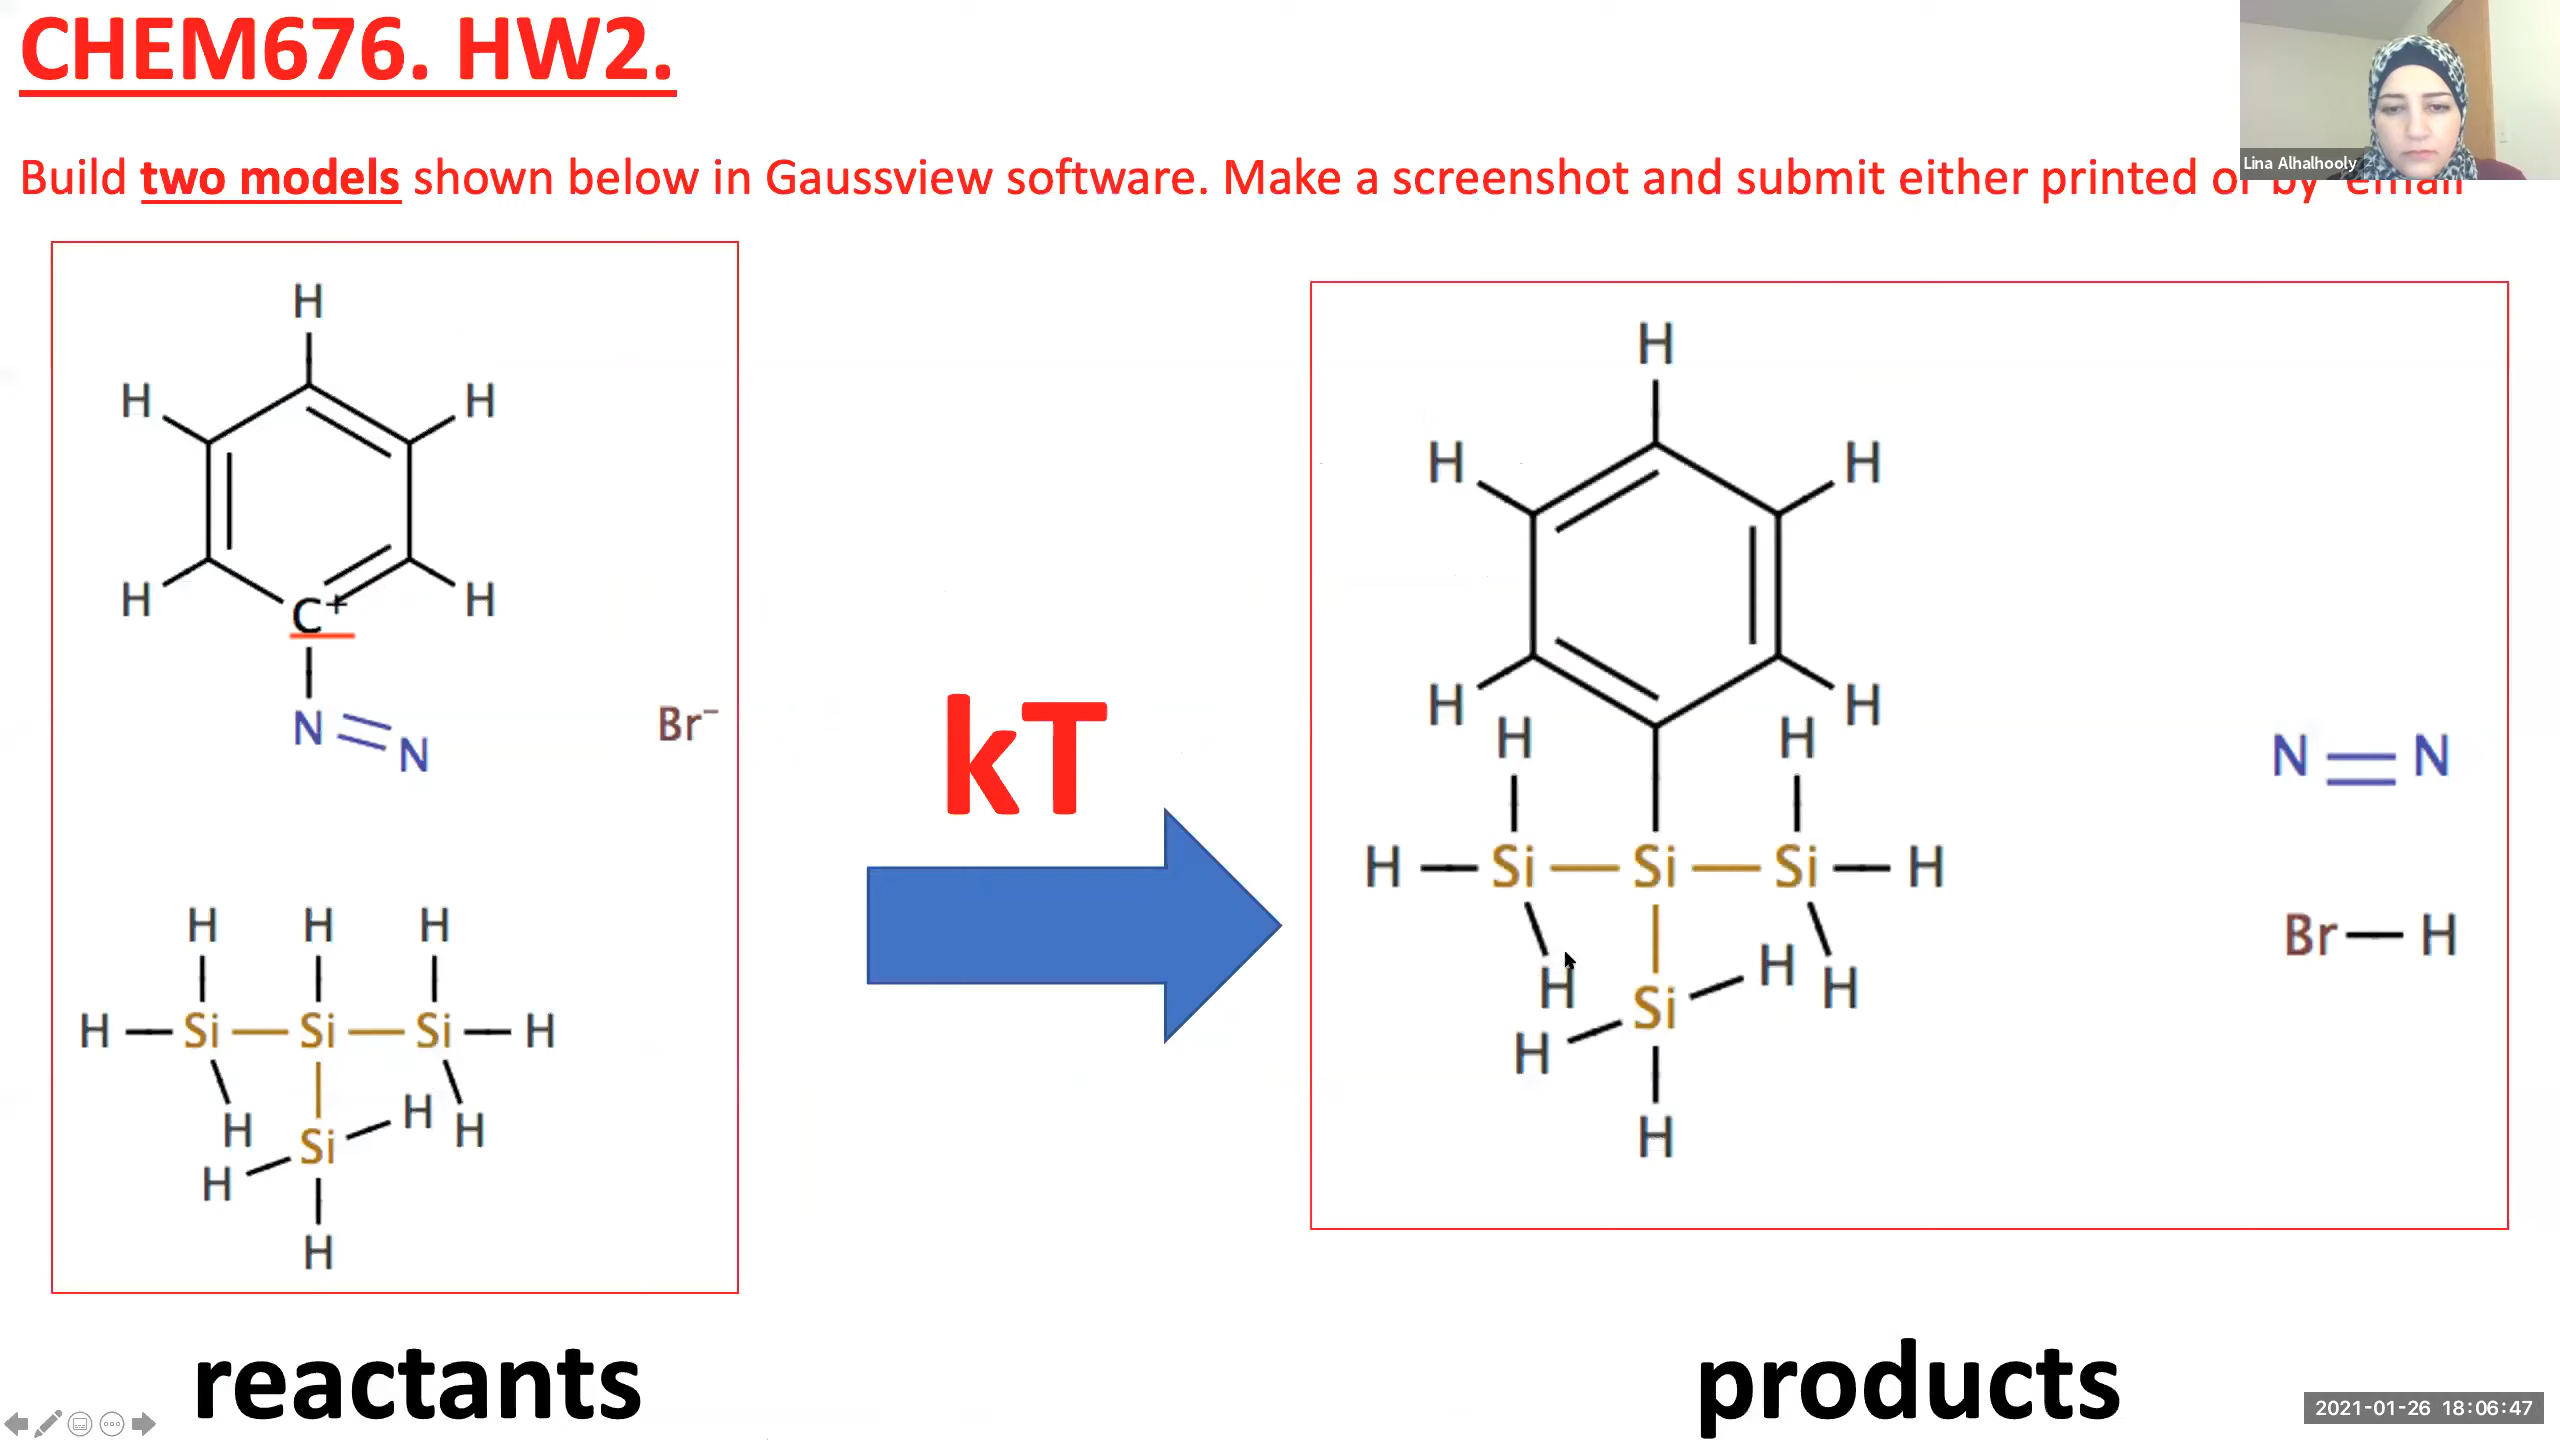 CHEM676. HW2.
Lina Alhalhooly
Build two models shown below in Gaussview software. Make a screenshot and submit either printed or by email
H
H H
H H
C+
N N
Br−
H H H
H Si Si Si H
H H H
Si
H
H
kT
H
H H
H H
H H
H Si Si Si H
H H H
Si
H
H
N N
Br H
reactants
products
2021-01-26 18:06:47